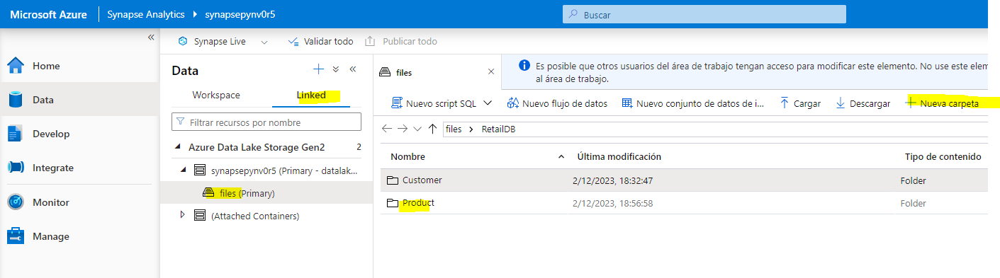 Microsoft Azure
Synapse Analytics
synapsepynv0r5
Buscar
Synapse Live
Validar todo
Publicar todo
Home
Data
Develop
Integrate
Monitor
Manage
Data
Workspace
Linked
Filtrar recursos por nombre
Azure Data Lake Storage Gen2 2
synapsepynv0r5 (Primary - datalak...
files (Primary)
(Attached Containers)
files
Es posible que otros usuarios del área de trabajo tengan acceso para modificar este elemento. No use este elem
al área de trabajo.
Nuevo script SQL
Nuevo flujo de datos
Nuevo conjunto de datos de i...
Cargar
Descargar
Nueva carpeta
files
RetailDB
Nombre Última modificación Tipo de contenido
Customer 2/12/2023, 18:32:47 Folder
Product 2/12/2023, 18:56:58 Folder